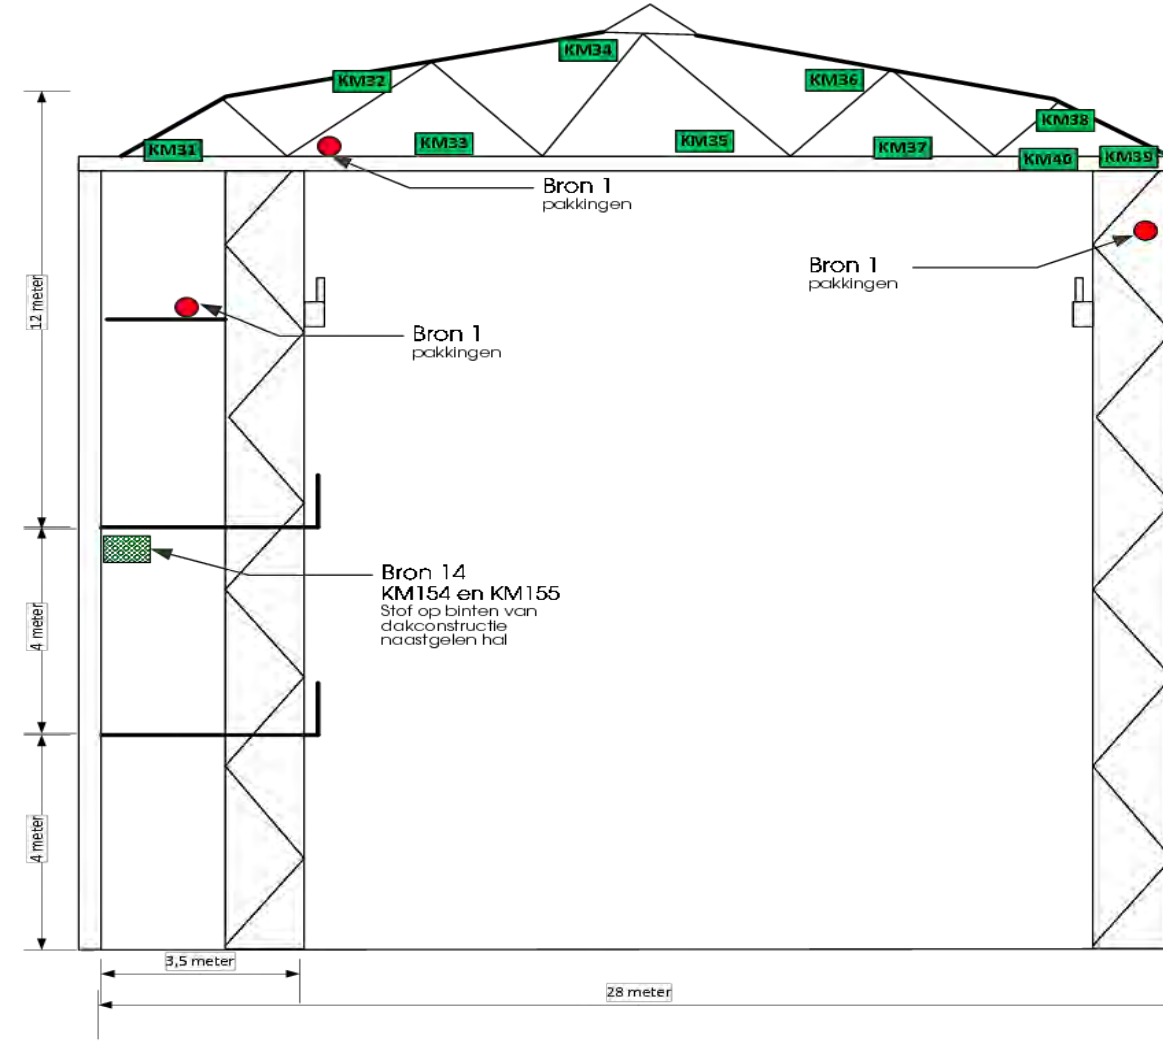 KM34
KM32
KM36
KM38
KM31
KM33
KM35
KM37
KM40
KM39
Bron 1
pakkingen
Bron 1
pakkingen
12 meter
Bron 1
pakkingen
Bron 14
KM154 en KM155
Stof op binten van
dakconstructie
naastgelen hal
4 meter
4 meter
3,5 meter
28 meter